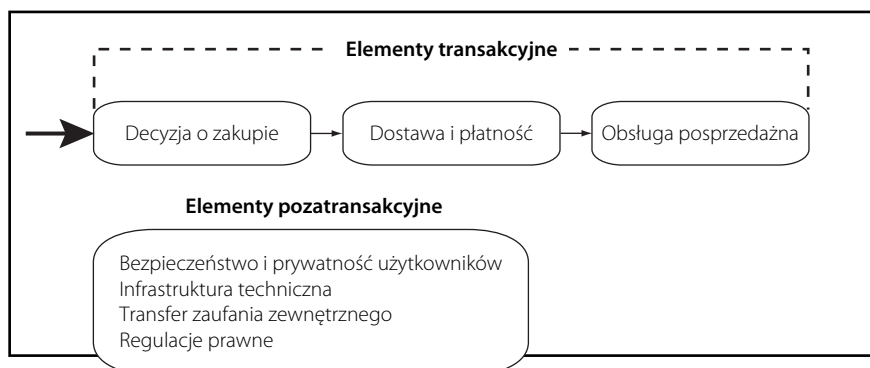 Elementy transakcyjne
Decyzja o zakupie
Dostawa i płatność
Obsługa posprzedażna
Elementy pozatransakcyjne
Bezpieczeństwo i prywatność użytkowników
Infrastruktura techniczna
Transfer zaufania zewnętrznego
Regulacje prawne